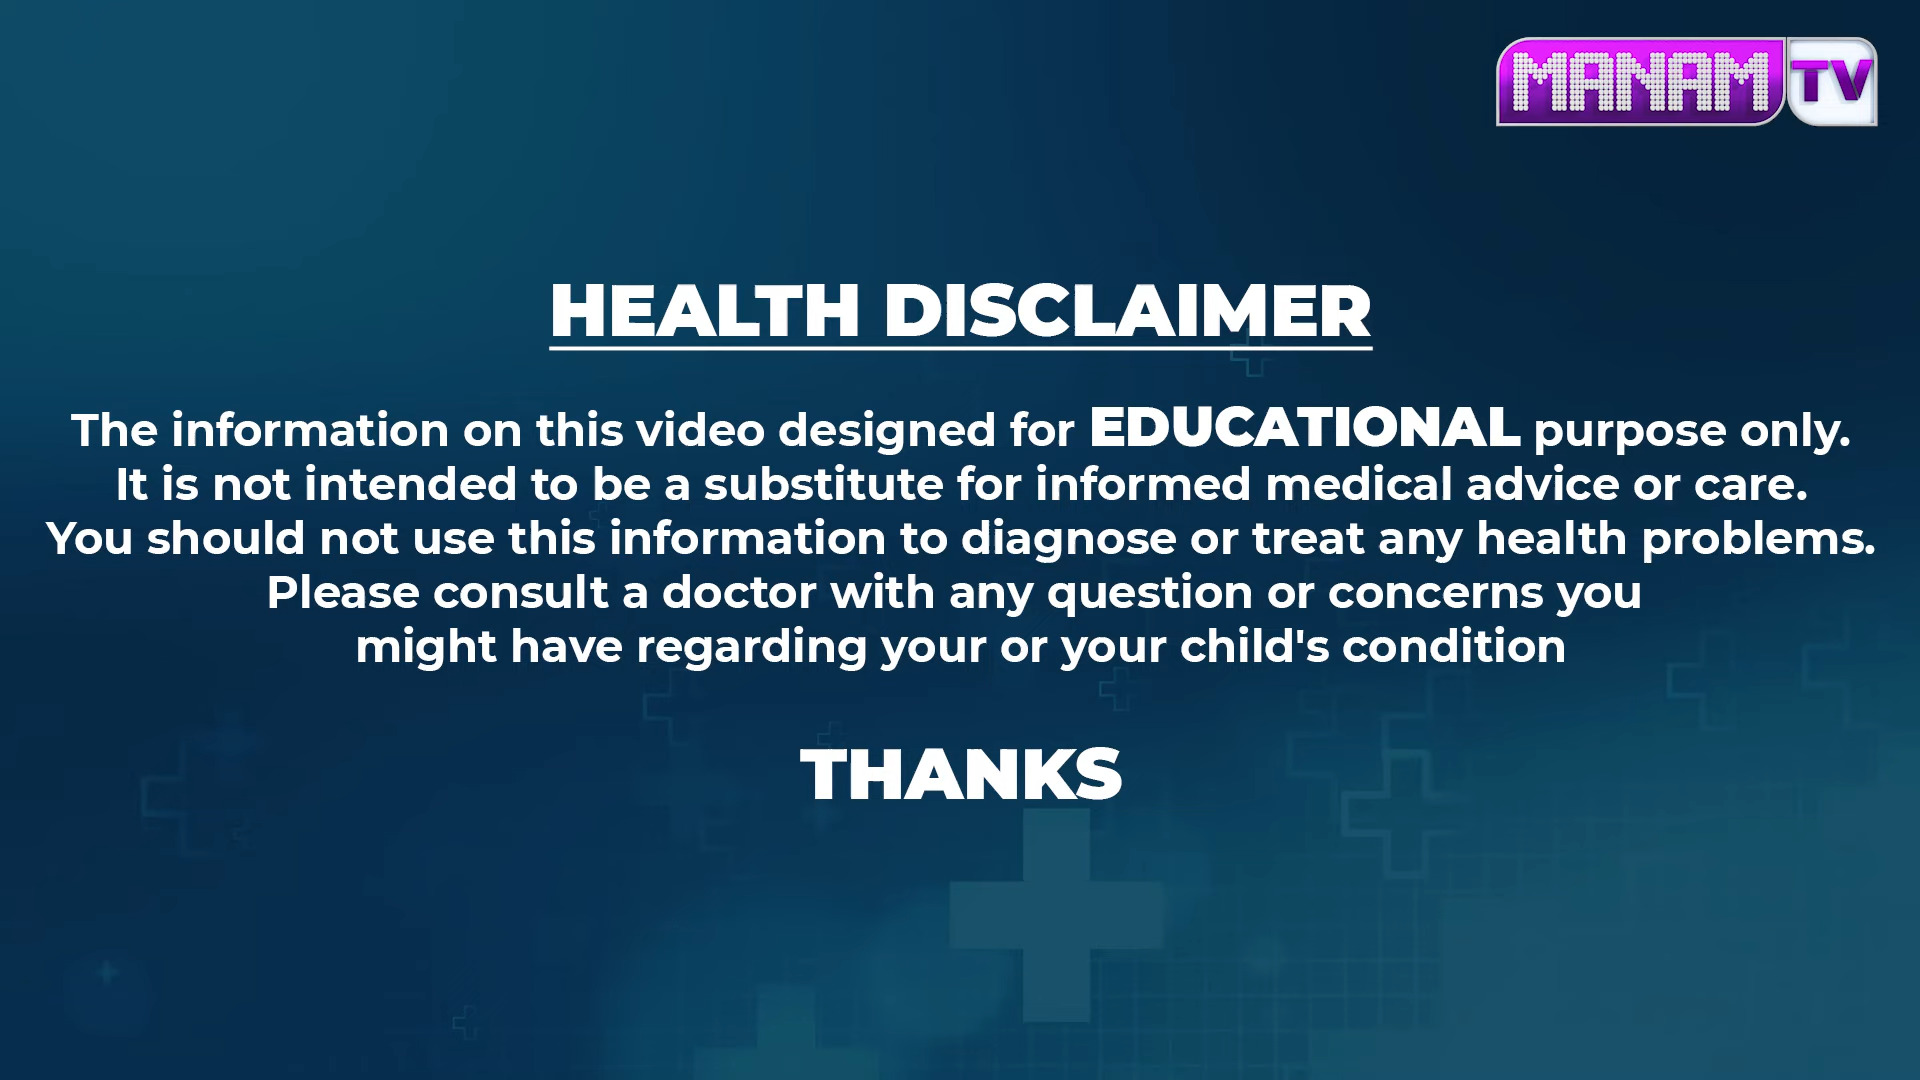 MANAM TV
HEALTH DISCLAIMER
The information on this video designed for EDUCATIONAL purpose only.
It is not intended to be a substitute for informed medical advice or care.
You should not use this information to diagnose or treat any health problems.
Please consult a doctor with any question or concerns you
might have regarding your or your child's condition
THANKS